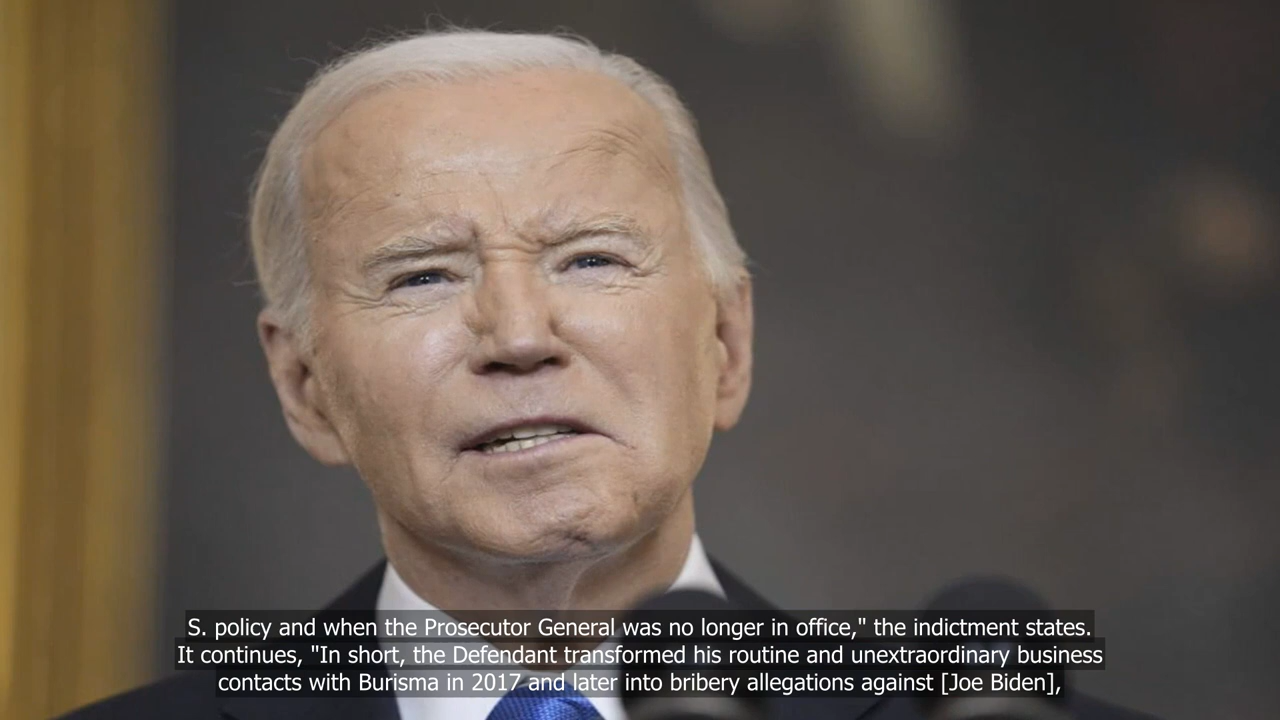 S. policy and when the Prosecutor General was no longer in office," the indictment states.
It continues, "In short, the Defendant transformed his routine and unextraordinary business
contacts with Burisma in 2017 and later into bribery allegations against [Joe Biden],